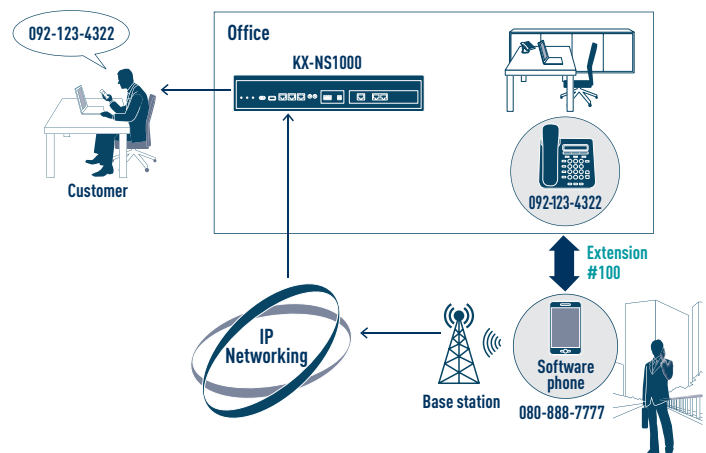 092-123-4322
Office
KX-NS1000
Customer
092-123-4322
Extension
#100
IP
Networking
Base station
Software
phone
080-888-7777